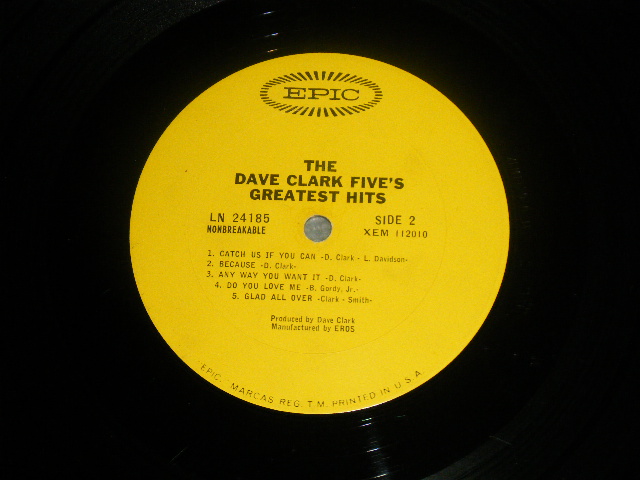 EPIC
THE
DAVE CLARK FIVE'S
GREATEST HITS
LN 24185 SIDE 2
NONBREAKABLE XEM 112010
1. CATCH US IF YOU CAN -D. Clark - L. Davidson-
2. BECAUSE -D. Clark-
3. ANY WAY YOU WANT IT -D. Clark-
4. DO YOU LOVE ME -B. Gordy, Jr.-
5. GLAD ALL OVER -Clark - Smith-
Produced by Dave Clark
Manufactured by EROS
EPIC. MARCAS REG. T.M. PRINTED IN U.S.A.